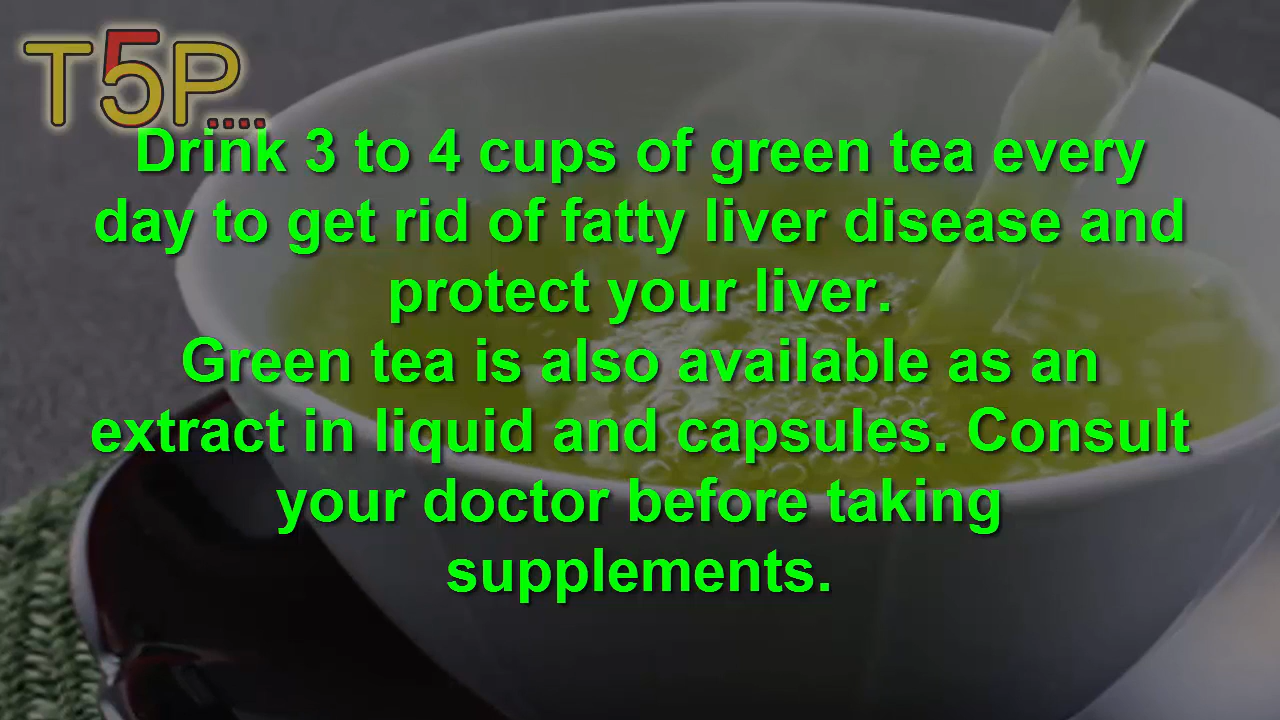 T5P....
Drink 3 to 4 cups of green tea every
day to get rid of fatty liver disease and
protect your liver.
Green tea is also available as an
extract in liquid and capsules. Consult
your doctor before taking
supplements.